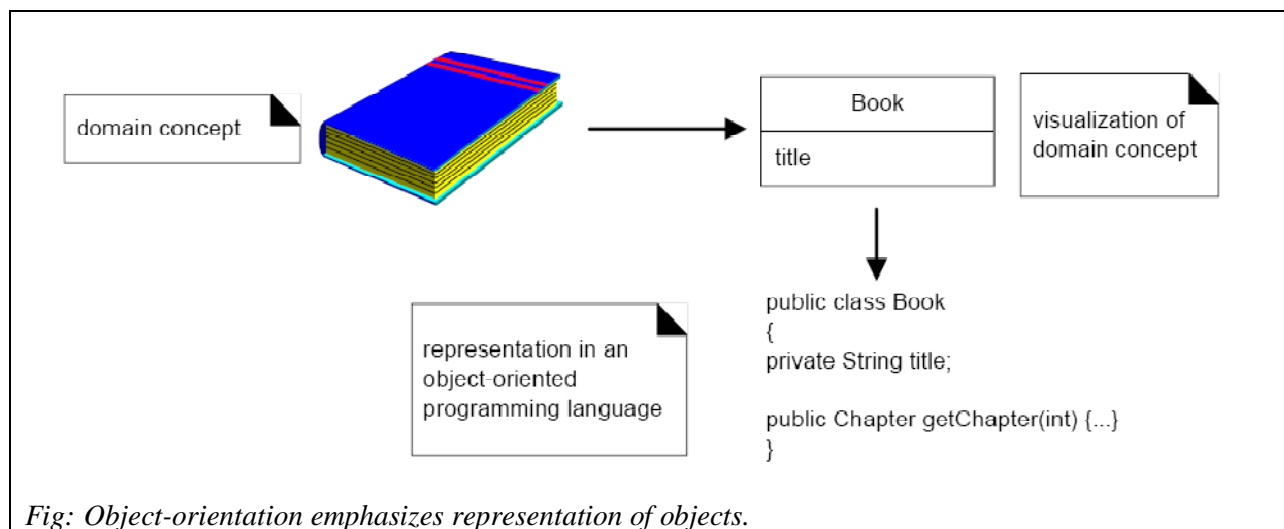 domain concept
Book
title
visualization of
domain concept
representation in an
object-oriented
programming language
public class Book
{
private String title;
public Chapter getChapter(int) {...}
}
Fig: Object-orientation emphasizes representation of objects.